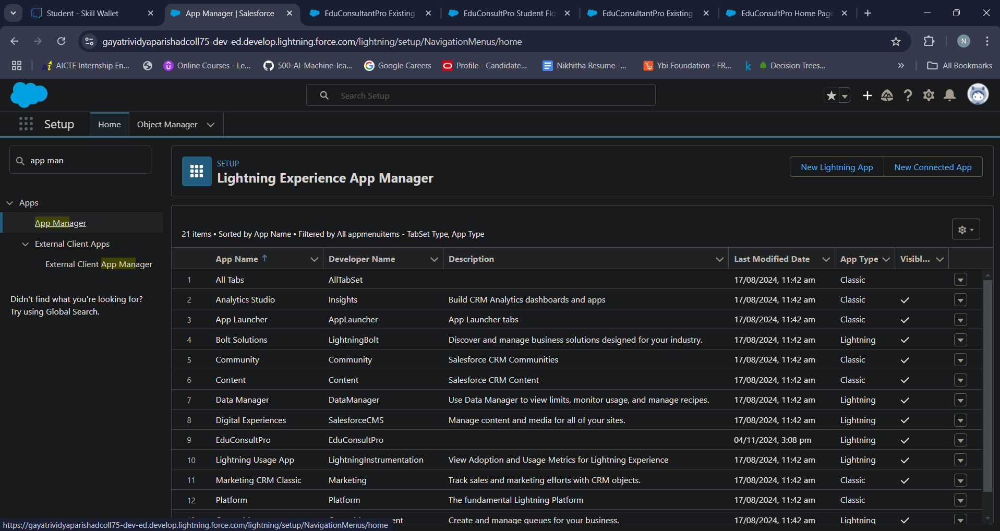 Student - Skill Wallet
App Manager | Salesforce
EduConsultantPro Existing
EduConsultPro Student Flo
EduConsultantPro Existing
EduConsultPro Home Page
gayatrividyaparishadcoll75-dev-ed.develop.lightning.force.com/lightning/setup/NavigationMenus/home
N
AICTE Internship En...
Online Courses - Le...
500-AI-Machine-lea...
Google Careers
Profile - Candidate...
Nikhitha Resume -...
Ybi Foundation - FR...
k
Decision Trees...
All Bookmarks
Search Setup
Setup
Home
Object Manager
app man
Apps
App Manager
External Client Apps
External Client App Manager
Didn't find what you're looking for?
Try using Global Search.
SETUP
Lightning Experience App Manager
New Lightning App
New Connected App
21 items • Sorted by App Name • Filtered by All appmenuitems - TabSet Type, App Type
App Name Developer Name Description Last Modified Date App Type Visibl...
1 All Tabs AllTabSet 17/08/2024, 11:42 am Classic
2 Analytics Studio Insights Build CRM Analytics dashboards and apps 17/08/2024, 11:42 am Classic
3 App Launcher AppLauncher App Launcher tabs 17/08/2024, 11:42 am Classic
4 Bolt Solutions LightningBolt Discover and manage business solutions designed for your industry. 17/08/2024, 11:42 am Lightning
5 Community Community Salesforce CRM Communities 17/08/2024, 11:42 am Classic
6 Content Content Salesforce CRM Content 17/08/2024, 11:42 am Classic
7 Data Manager DataManager Use Data Manager to view limits, monitor usage, and manage recipes. 17/08/2024, 11:42 am Lightning
8 Digital Experiences SalesforceCMS Manage content and media for all of your sites. 17/08/2024, 11:42 am Lightning
9 EduConsultPro EduConsultPro 04/11/2024, 3:08 pm Lightning
10 Lightning Usage App LightningInstrumentation View Adoption and Usage Metrics for Lightning Experience 17/08/2024, 11:42 am Lightning
11 Marketing CRM Classic Marketing Track sales and marketing efforts with CRM objects. 17/08/2024, 11:42 am Classic
12 Platform Platform The fundamental Lightning Platform 17/08/2024, 11:42 am Classic
ent Create and manage queues for your business. 17/08/2024, 11:42 am Lightning
https://gayatrividyaparishadcoll75-dev-ed.develop.lightning.force.com/lightning/setup/NavigationMenus/home